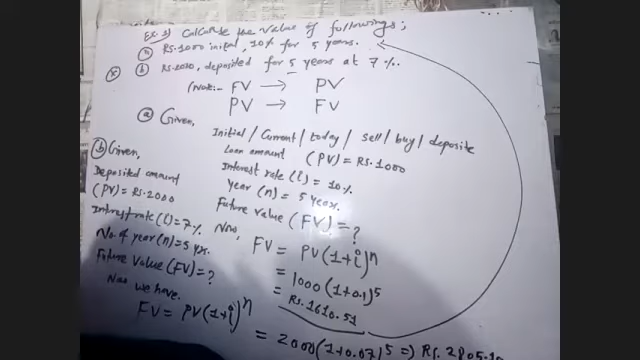 Ex. 1) Calculate the value of followings;
(a) Rs. 1000 initial, 10% for 5 years.
(b) Rs. 2000, deposited for 5 years at 7%.
(Note:- FV → PV
PV → FV
(a) Given,
Initial / Current / today / sell / buy / deposite
Loan amount (PV) = Rs. 1000
Interest rate (i) = 10%
year (n) = 5 years.
Future value (FV) = ?
Now,
FV = PV(1+i)^n
= 1000 (1+0.1)^5
= Rs. 1610.51
(b) Given,
Deposited amount
(PV) = Rs. 2000
Interest rate (i) = 7%
No. of year (n) = 5 yrs.
Future value (FV) = ?
Now we have.
FV = PV(1+i)^n
= 2000 (1+0.07)^5 => Rs. 2805.10